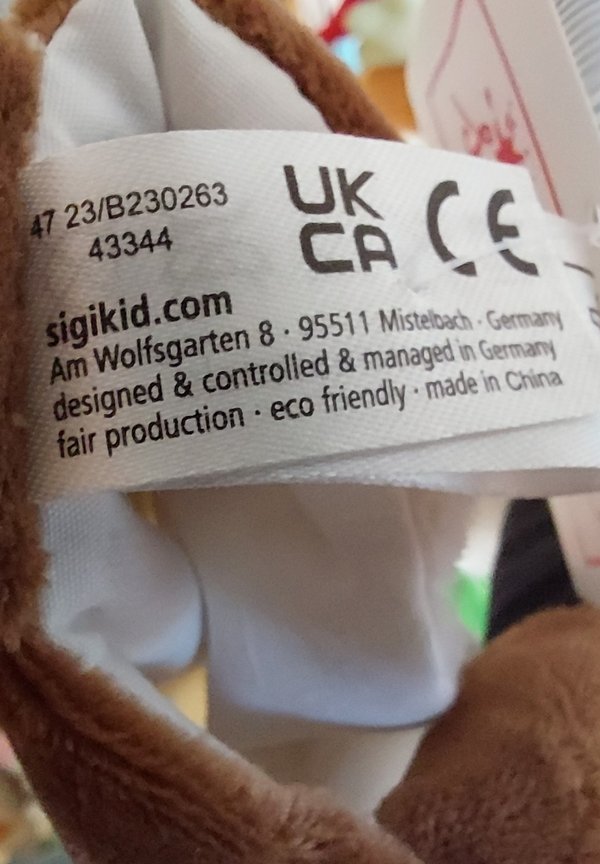 47 23/B230263
43344
UK
CA
CE
sigikid.com
Am Wolfsgarten 8 · 95511 Mistelbach · Germany
designed & controlled & managed in Germany
fair production · eco friendly · made in China